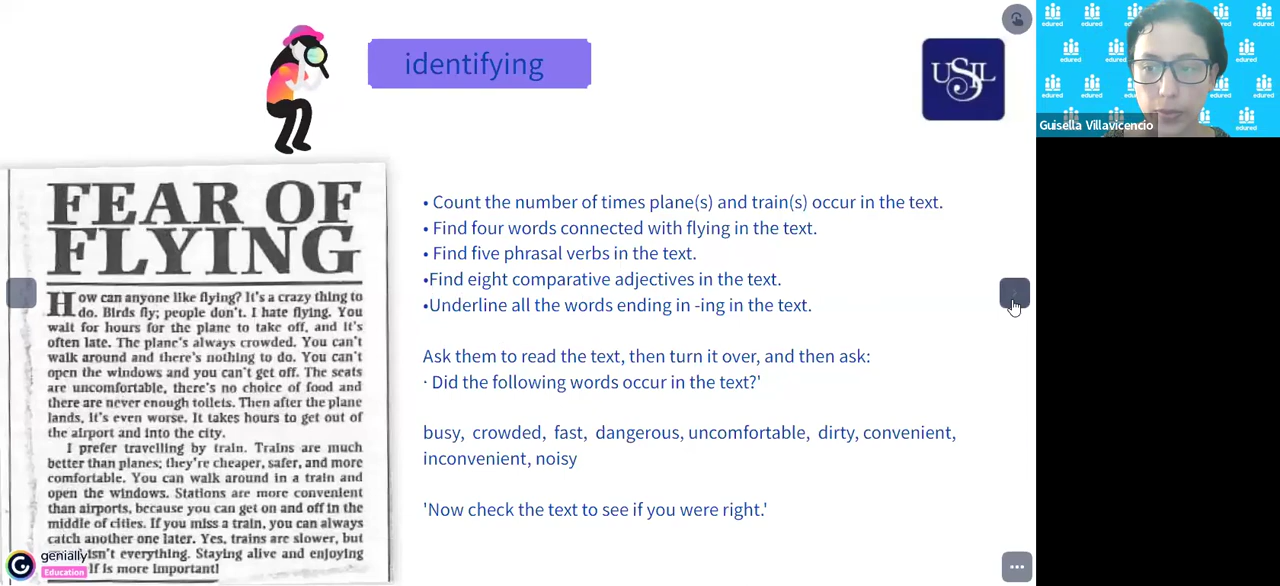 identifying
USIL
Guisella Villavicencio
FEAR OF
FLYING
How can anyone like flying? It's a crazy thing to
do. Birds fly; people don't. I hate flying. You
wait for hours for the plane to take off, and it's
often late. The plane's always crowded. You can't
walk around and there's nothing to do. You can't
open the windows and you can't get off. The seats
are uncomfortable, there's no choice of food and
there are never enough toilets. Then after the plane
lands, it's even worse. It takes hours to get out of
the airport and into the city.
I prefer travelling by train. Trains are much
better than planes; they're cheaper, safer, and more
comfortable. You can walk around in a train and
open the windows. Stations are more convenient
than airports, because you can get on and off in the
middle of cities. If you miss a train, you can always
catch another one later. Yes, trains are slower, but
isn't everything. Staying alive and enjoying
lf is more important!
genially
Education
• Count the number of times plane(s) and train(s) occur in the text.
• Find four words connected with flying in the text.
• Find five phrasal verbs in the text.
•Find eight comparative adjectives in the text.
•Underline all the words ending in -ing in the text.
Ask them to read the text, then turn it over, and then ask:
· Did the following words occur in the text?'
busy, crowded, fast, dangerous, uncomfortable, dirty, convenient,
inconvenient, noisy
'Now check the text to see if you were right.'
edured
edured
edured
edured
edured
edured
edured
edured
edured
edured